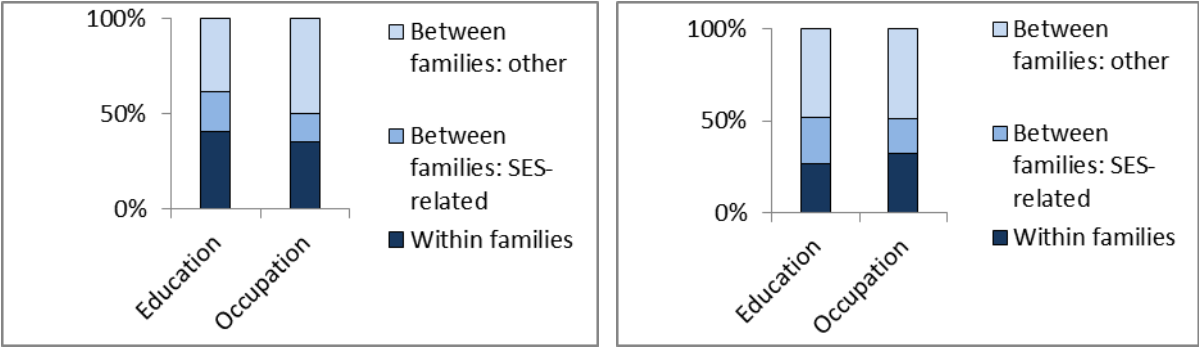 100%
50%
0%
Education
Occupation
Between
families: other
Between
families: SES-
related
Within families
100%
50%
0%
Education
Occupation
Between
families: other
Between
families: SES-
related
Within families